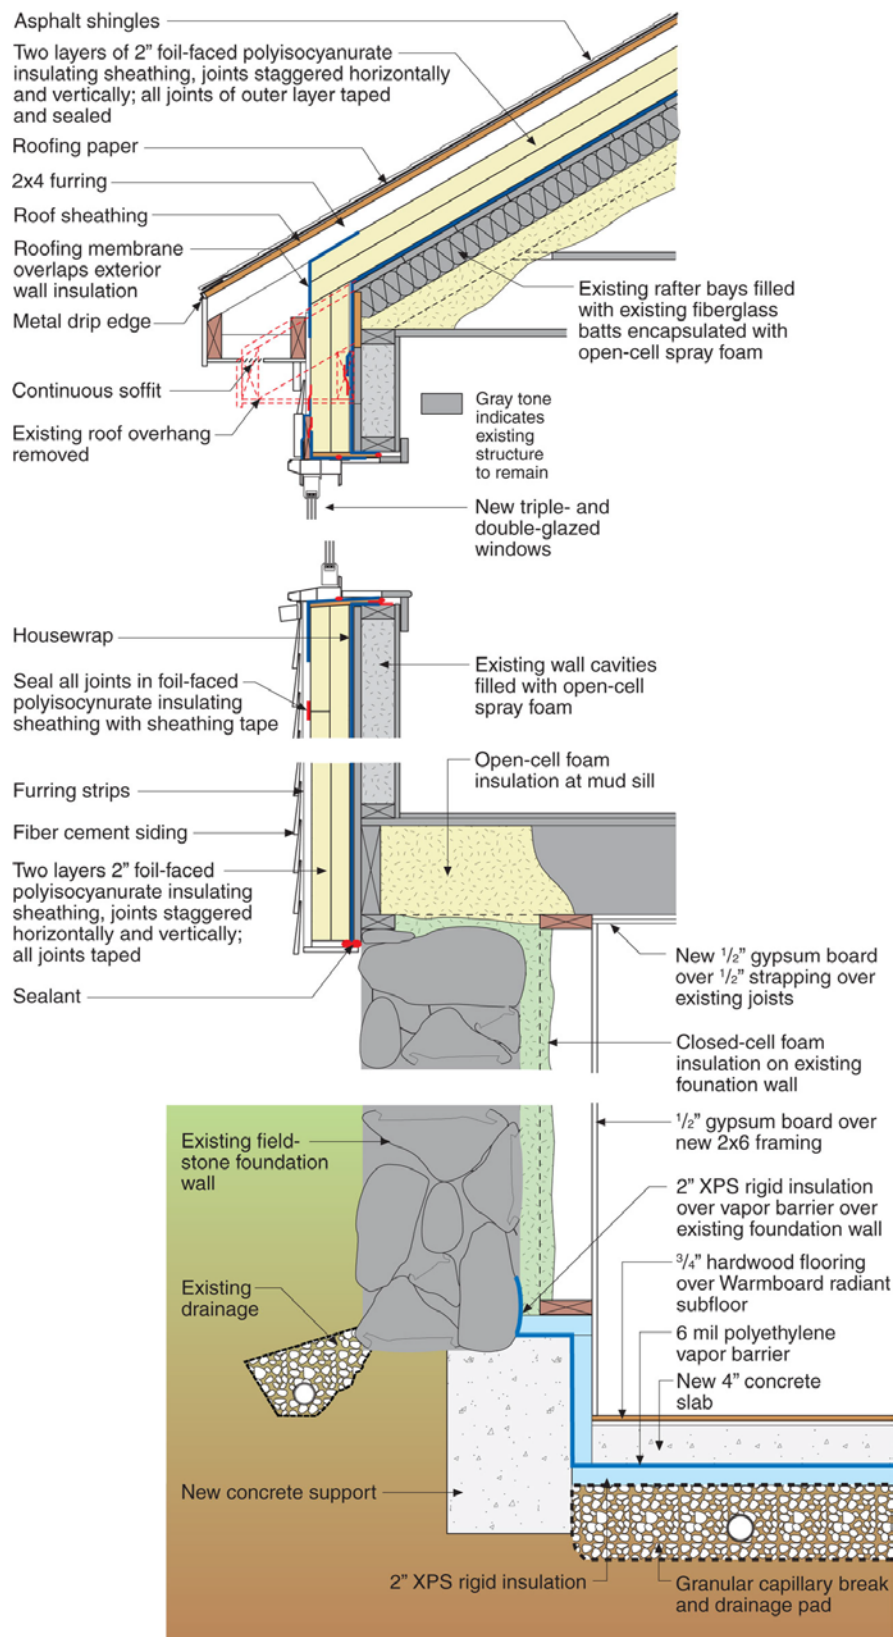 Asphalt shingles
Two layers of 2” foil-faced polyisocyanurate
insulating sheathing, joints staggered horizontally
and vertically; all joints of outer layer taped
and sealed
Roofing paper
2x4 furring
Roof sheathing
Roofing membrane
overlaps exterior
wall insulation
Metal drip edge
Continuous soffit
Existing roof overhang
removed
Existing rafter bays filled
with existing fiberglass
batts encapsulated with
open-cell spray foam
Gray tone
indicates
existing
structure
to remain
New triple- and
double-glazed
windows
Housewrap
Seal all joints in foil-faced
polyisocynurate insulating
sheathing with sheathing tape
Existing wall cavities
filled with open-cell
spray foam
Open-cell foam
insulation at mud sill
Furring strips
Fiber cement siding
Two layers 2” foil-faced
polyisocyanurate insulating
sheathing, joints staggered
horizontally and vertically;
all joints taped
Sealant
New 1/2” gypsum board
over 1/2” strapping over
existing joists
Closed-cell foam
insulation on existing
founation wall
1/2” gypsum board over
new 2x6 framing
Existing field-
stone foundation
wall
2” XPS rigid insulation
over vapor barrier over
existing foundation wall
3/4” hardwood flooring
over Warmboard radiant
subfloor
Existing
drainage
6 mil polyethylene
vapor barrier
New 4” concrete
slab
New concrete support
2” XPS rigid insulation
Granular capillary break
and drainage pad